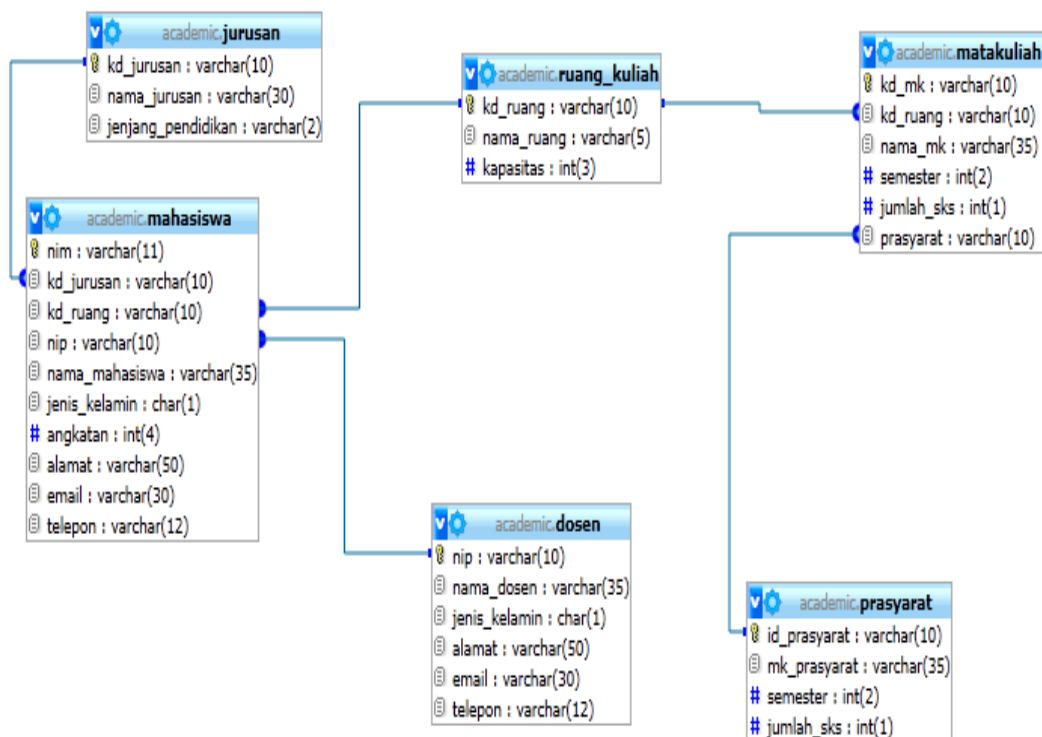 academic.jurusan
kd_jurusan : varchar(10)
nama_jurusan : varchar(30)
jenjang_pendidikan : varchar(2)
academic.ruang_kuliah
kd_ruang : varchar(10)
nama_ruang : varchar(5)
# kapasitas : int(3)
academic.matakuliah
kd_mk : varchar(10)
kd_ruang : varchar(10)
nama_mk : varchar(35)
# semester : int(2)
# jumlah_sks : int(1)
prasyarat : varchar(10)
academic.mahasiswa
nim : varchar(11)
kd_jurusan : varchar(10)
kd_ruang : varchar(10)
nip : varchar(10)
nama_mahasiswa : varchar(35)
jenis_kelamin : char(1)
# angkatan : int(4)
alamat : varchar(50)
email : varchar(30)
telepon : varchar(12)
academic.dosen
nip : varchar(10)
nama_dosen : varchar(35)
jenis_kelamin : char(1)
alamat : varchar(50)
email : varchar(30)
telepon : varchar(12)
academic.prasyarat
id_prasyarat : varchar(10)
mk_prasyarat : varchar(35)
# semester : int(2)
# jumlah_sks : int(1)